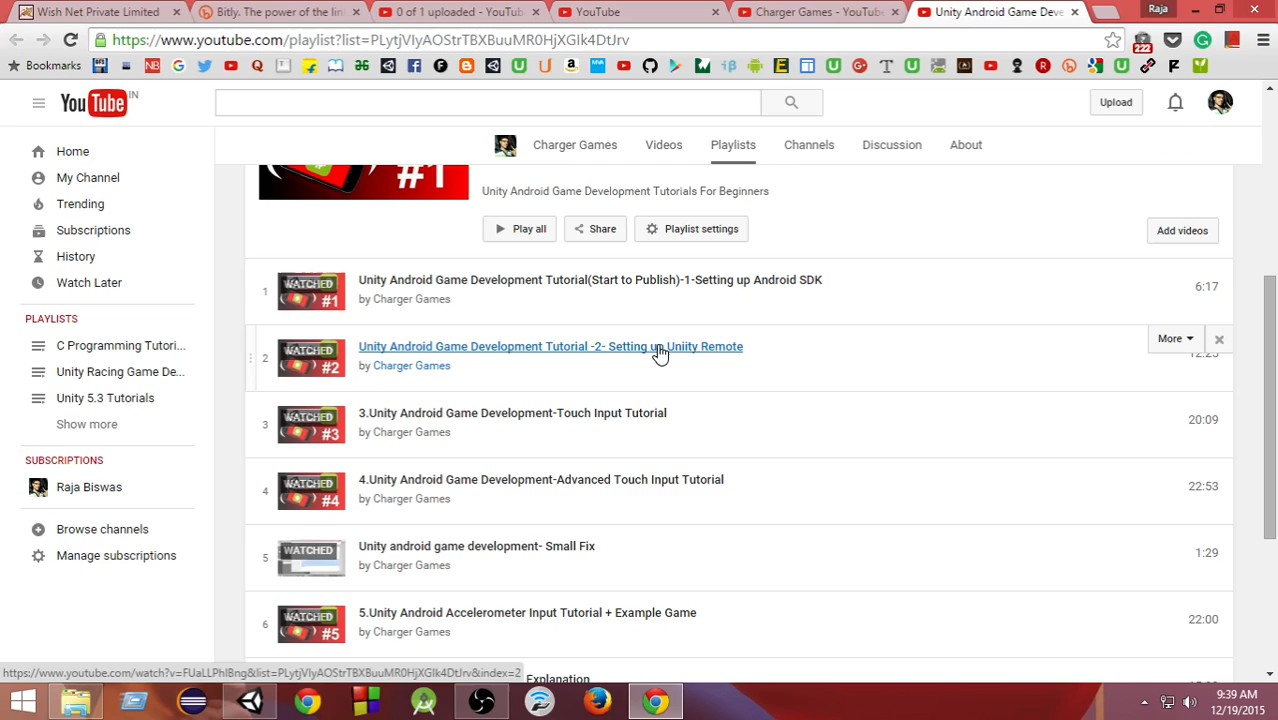 Wish Net Private Limited
Bitly. The power of the lin
0 of 1 uploaded - YouTub
YouTube
Charger Games - YouTube
Unity Android Game Deve
Raja
https://www.youtube.com/playlist?list=PLytjVIyAOStrTBXBuuMR0HjXGIk4DtJrv
222
Bookmarks
YouTube IN
Upload
Charger Games
Videos
Playlists
Channels
Discussion
About
Home
My Channel
Trending
Subscriptions
History
Watch Later
PLAYLISTS
C Programming Tutori...
Unity Racing Game De...
Unity 5.3 Tutorials
Show more
SUBSCRIPTIONS
Raja Biswas
Browse channels
Manage subscriptions
#1
Unity Android Game Development Tutorials For Beginners
Play all
Share
Playlist settings
Add videos
1
WATCHED
#1
Unity Android Game Development Tutorial(Start to Publish)-1-Setting up Android SDK
by Charger Games
6:17
2
WATCHED
#2
Unity Android Game Development Tutorial -2- Setting up Uniity Remote
by Charger Games
More
12:25
3
WATCHED
#3
3.Unity Android Game Development-Touch Input Tutorial
by Charger Games
20:09
4
WATCHED
#4
4.Unity Android Game Development-Advanced Touch Input Tutorial
by Charger Games
22:53
5
WATCHED
Unity android game development- Small Fix
by Charger Games
1:29
6
WATCHED
#5
5.Unity Android Accelerometer Input Tutorial + Example Game
by Charger Games
22:00
Explanation
https://www.youtube.com/watch?v=FUaLLPhIBng&list=PLytjVIyAOStrTBXBuuMR0HjXGIk4DtJrv&index=2
9:39 AM
12/19/2015